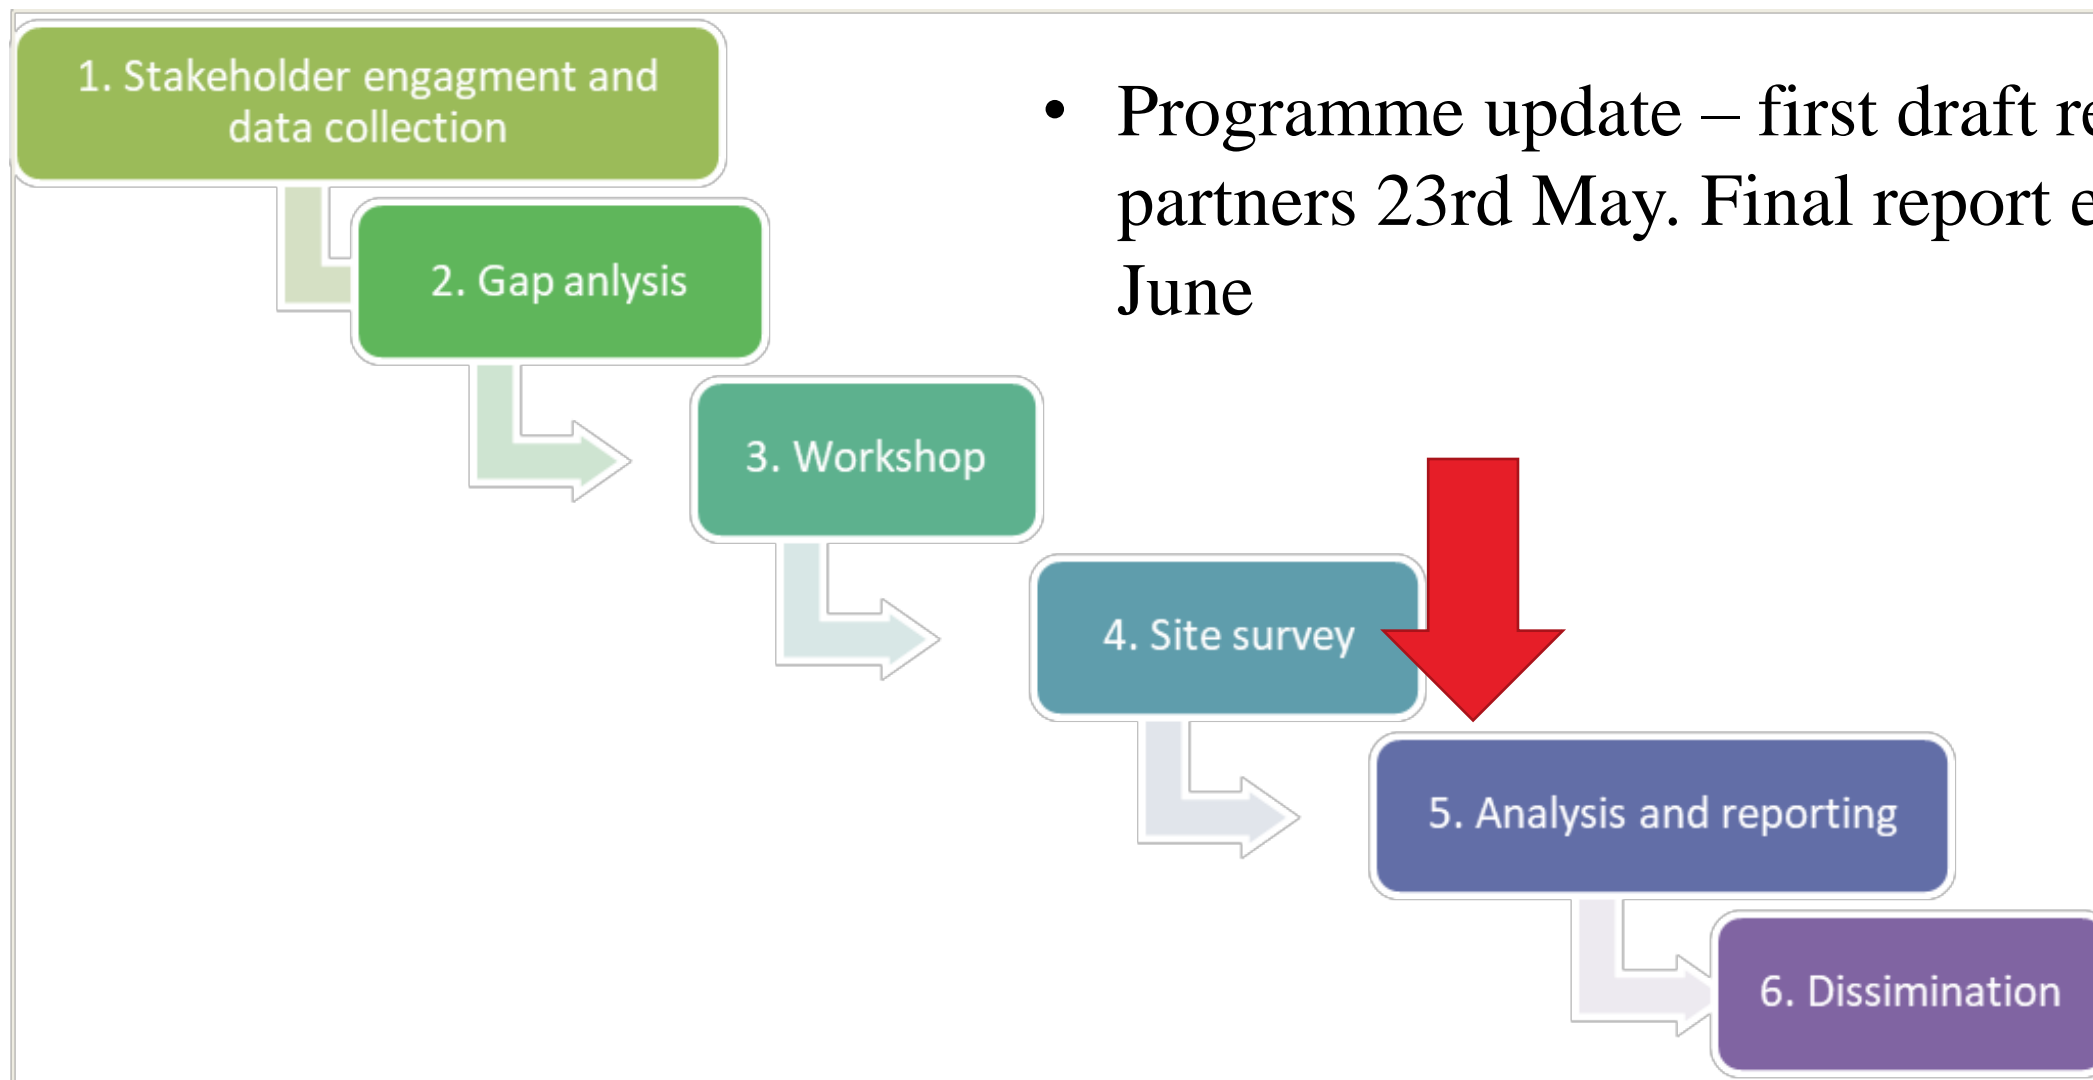 1. Stakeholder engagment and
data collection
• Programme update – first draft re
partners 23rd May. Final report e
June
2. Gap anlysis
3. Workshop
4. Site survey
5. Analysis and reporting
6. Dissimination